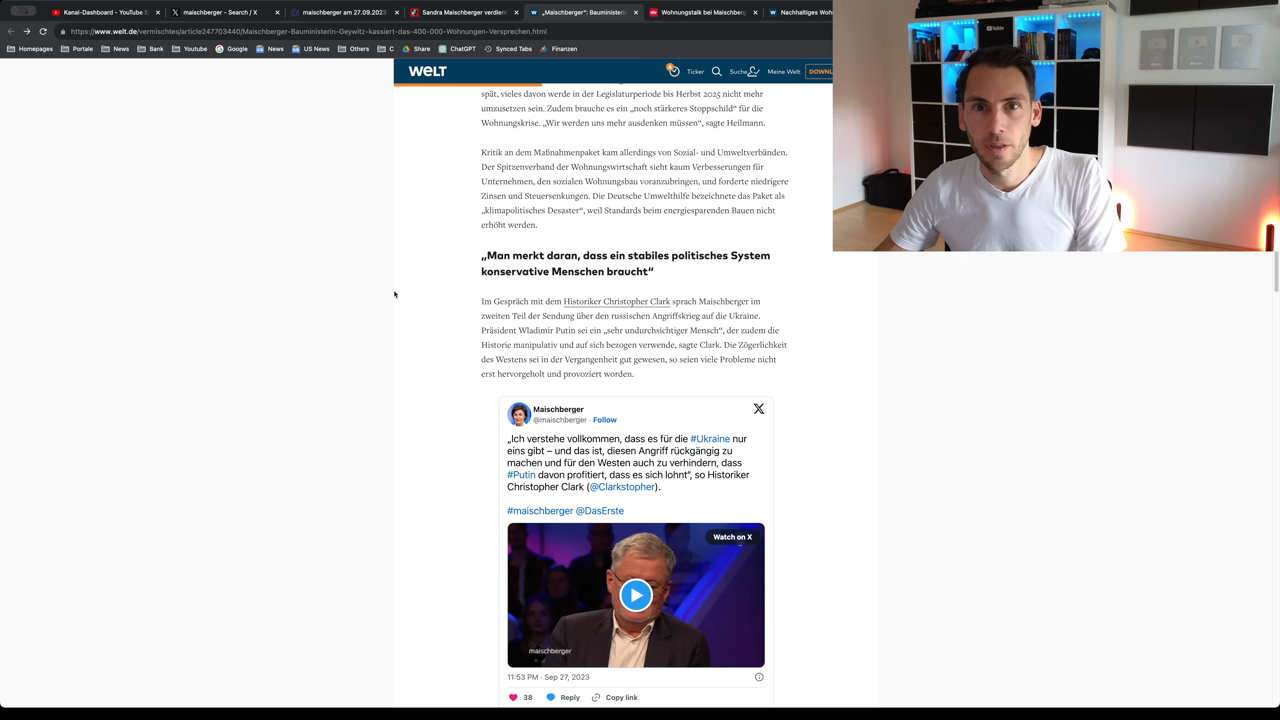 Kanal-Dashboard - YouTube S
maischberger - Search / X
maischberger am 27.09.2023
Sandra Maischberger verdien
„Maischberger": Bauministerin
Wohnungstalk bei Maischberg
Nachhaltiges Woh
https://www.welt.de/vermischtes/article247703440/Maischberger-Bauministerin-Geywitz-kassiert-das-400-000-Wohnungen-Versprechen.html
Homepages
Portale
News
Bank
Youtube
Google
News
US News
Others
C
Share
ChatGPT
Synced Tabs
Finanzen
WELT
Ticker
Suche
Meine Welt
DOWNL
spät, vieles davon werde in der Legislaturperiode bis Herbst 2025 nicht mehr
umzusetzen sein. Zudem brauche es ein „noch stärkeres Stoppschild" für die
Wohnungskrise. „Wir werden uns mehr ausdenken müssen", sagte Heilmann.
Kritik an dem Maßnahmenpaket kam allerdings von Sozial- und Umweltverbänden.
Der Spitzenverband der Wohnungswirtschaft sieht kaum Verbesserungen für
Unternehmen, den sozialen Wohnungsbau voranzubringen, und forderte niedrigere
Zinsen und Steuersenkungen. Die Deutsche Umwelthilfe bezeichnete das Paket als
„klimapolitisches Desaster", weil Standards beim energiesparenden Bauen nicht
erhöht werden.
„Man merkt daran, dass ein stabiles politisches System
konservative Menschen braucht"
Im Gespräch mit dem Historiker Christopher Clark sprach Maischberger im
zweiten Teil der Sendung über den russischen Angriffskrieg auf die Ukraine.
Präsident Wladimir Putin sei ein „sehr undurchsichtiger Mensch", der zudem die
Historie manipulativ und auf sich bezogen verwende, sagte Clark. Die Zögerlichkeit
des Westens sei in der Vergangenheit gut gewesen, so seien viele Probleme nicht
erst hervorgeholt und provoziert worden.
Maischberger
@maischberger · Follow
„Ich verstehe vollkommen, dass es für die #Ukraine nur
eins gibt – und das ist, diesen Angriff rückgängig zu
machen und für den Westen auch zu verhindern, dass
#Putin davon profitiert, dass es sich lohnt", so Historiker
Christopher Clark (@Clarkstopher).
#maischberger @DasErste
Watch on X
maischberger
11:53 PM · Sep 27, 2023
38
Reply
Copy link